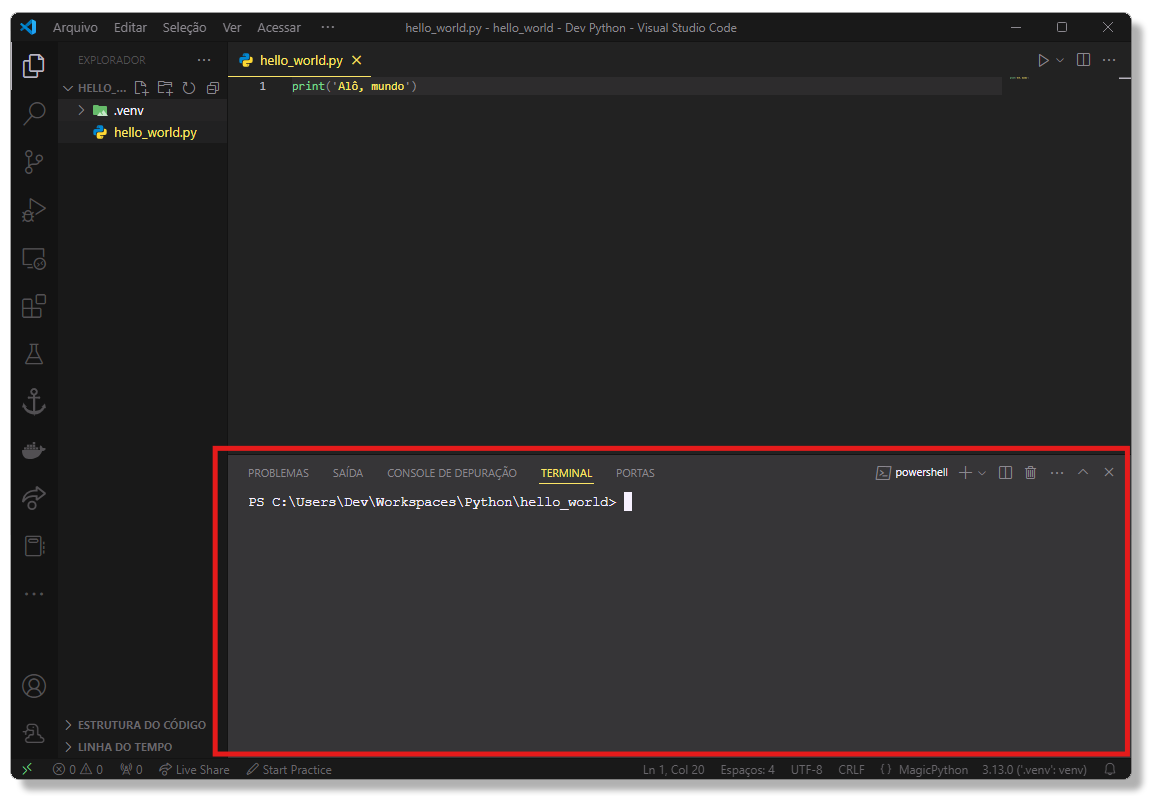 Arquivo Editar Seleção Ver Acessar ··· hello_world.py - hello_world - Dev Python - Visual Studio Code
EXPLORADOR ···
hello_world.py
HELLO_...
1 print('Alô, mundo')
.venv
hello_world.py
PROBLEMAS SAÍDA CONSOLE DE DEPURAÇÃO TERMINAL PORTAS powershell
PS C:\Users\Dev\Workspaces\Python\hello_world>
ESTRUTURA DO CÓDIGO
LINHA DO TEMPO
0 0 0 Live Share Start Practice Ln 1, Col 20 Espaços: 4 UTF-8 CRLF { } MagicPython 3.13.0 ('.venv': venv)